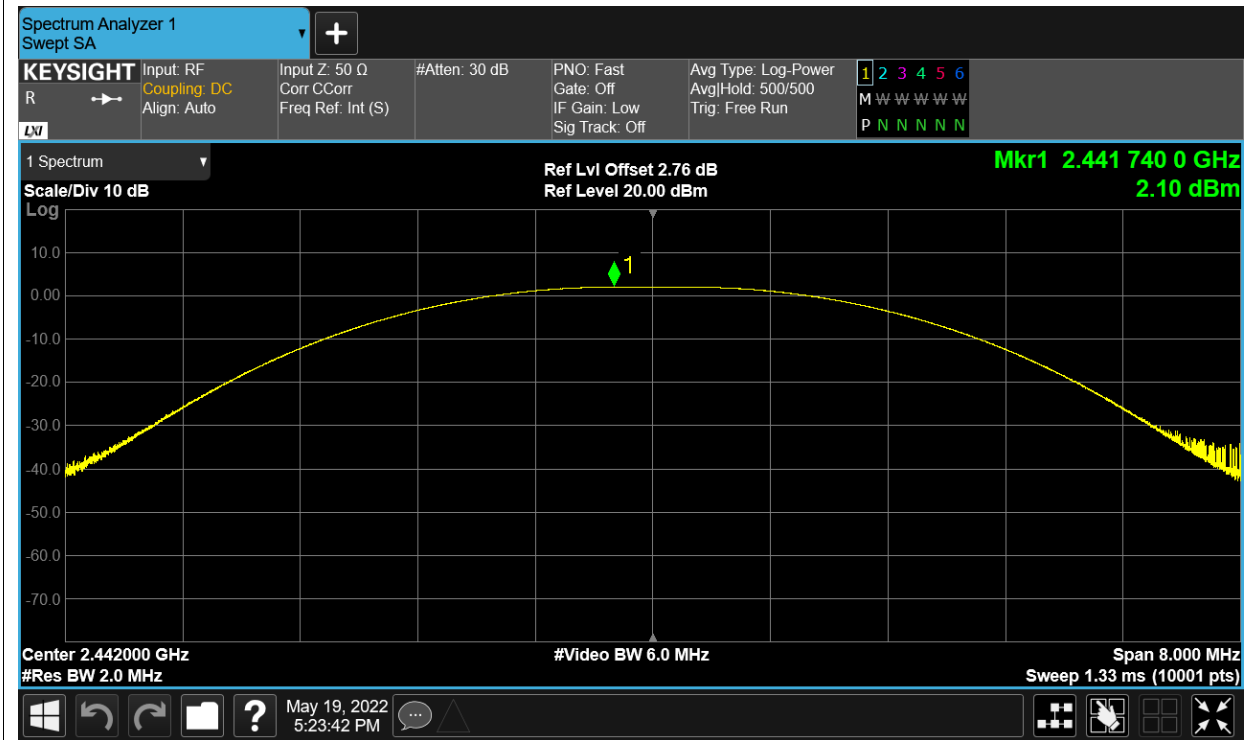 Spectrum Analyzer 1
Swept SA
KEYSIGHT
R
LXI
Input: RF
Coupling: DC
Align: Auto
Input Z: 50 Ω
Corr CCorr
Freq Ref: Int (S)
#Atten: 30 dB
PNO: Fast
Gate: Off
IF Gain: Low
Sig Track: Off
Avg Type: Log-Power
Avg|Hold: 500/500
Trig: Free Run
1 2 3 4 5 6
M W W W W W
P N N N N N
1 Spectrum
Scale/Div 10 dB
Log
Ref Lvl Offset 2.76 dB
Ref Level 20.00 dBm
Mkr1 2.441 740 0 GHz
2.10 dBm
1
10.0
0.00
-10.0
-20.0
-30.0
-40.0
-50.0
-60.0
-70.0
Center 2.442000 GHz
#Res BW 2.0 MHz
#Video BW 6.0 MHz
Span 8.000 MHz
Sweep 1.33 ms (10001 pts)
?
May 19, 2022
5:23:42 PM